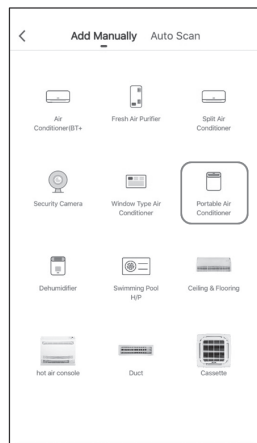 Add Manually Auto Scan
Air
Conditioner(BT+
Fresh Air Purifier
Split Air
Conditioner
Security Camera
Window Type Air
Conditioner
Portable Air
Conditioner
Dehumidifier
Swimming Pool
H/P
Ceiling & Flooring
hot air console
Duct
Cassette